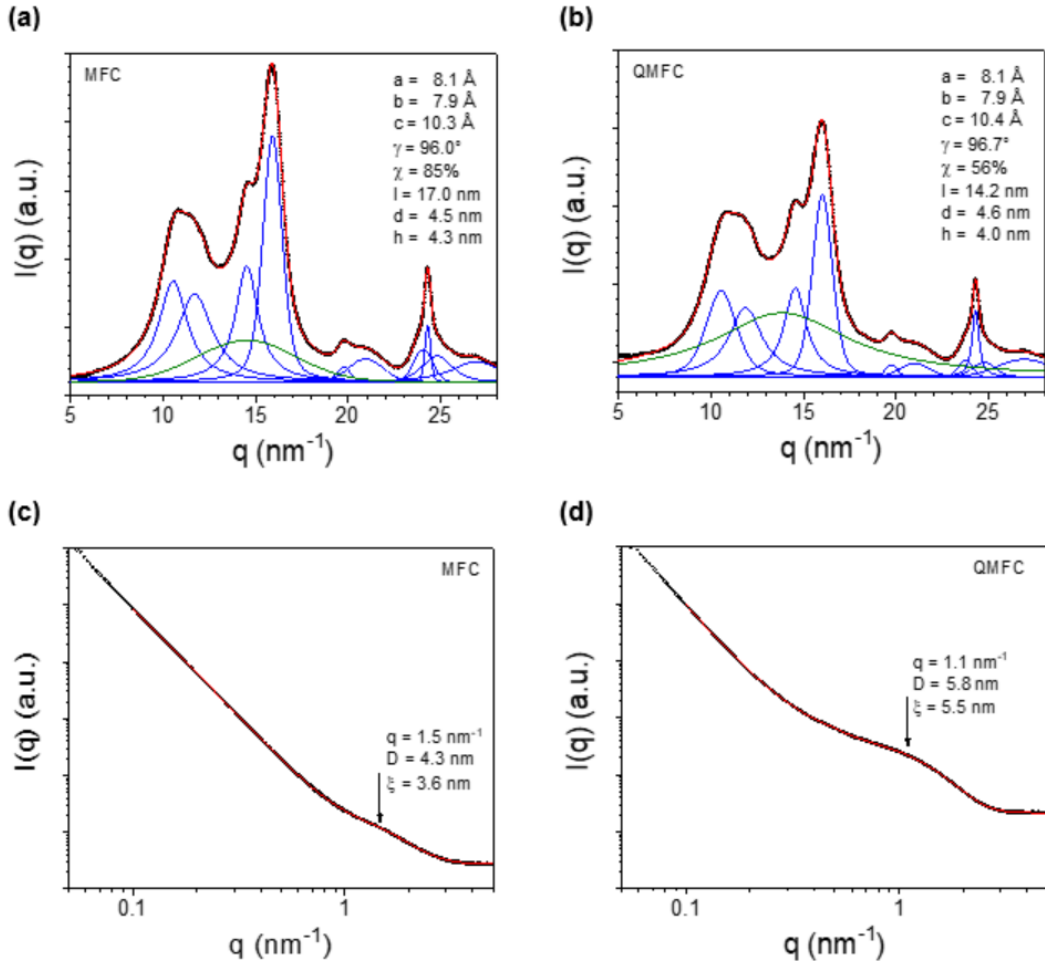 (a)
MFC
a = 8.1 Å
b = 7.9 Å
c = 10.3 Å
γ = 96.0°
χ = 85%
l = 17.0 nm
d = 4.5 nm
h = 4.3 nm
I(q) (a.u.)
5 10 15 20 25
q (nm⁻¹)
(b)
QMFC
a = 8.1 Å
b = 7.9 Å
c = 10.4 Å
γ = 96.7°
χ = 56%
l = 14.2 nm
d = 4.6 nm
h = 4.0 nm
I(q) (a.u.)
5 10 15 20 25
q (nm⁻¹)
(c)
MFC
q = 1.5 nm⁻¹
D = 4.3 nm
ξ = 3.6 nm
I(q) (a.u.)
0.1 1
q (nm⁻¹)
(d)
QMFC
q = 1.1 nm⁻¹
D = 5.8 nm
ξ = 5.5 nm
I(q) (a.u.)
0.1 1
q (nm⁻¹)